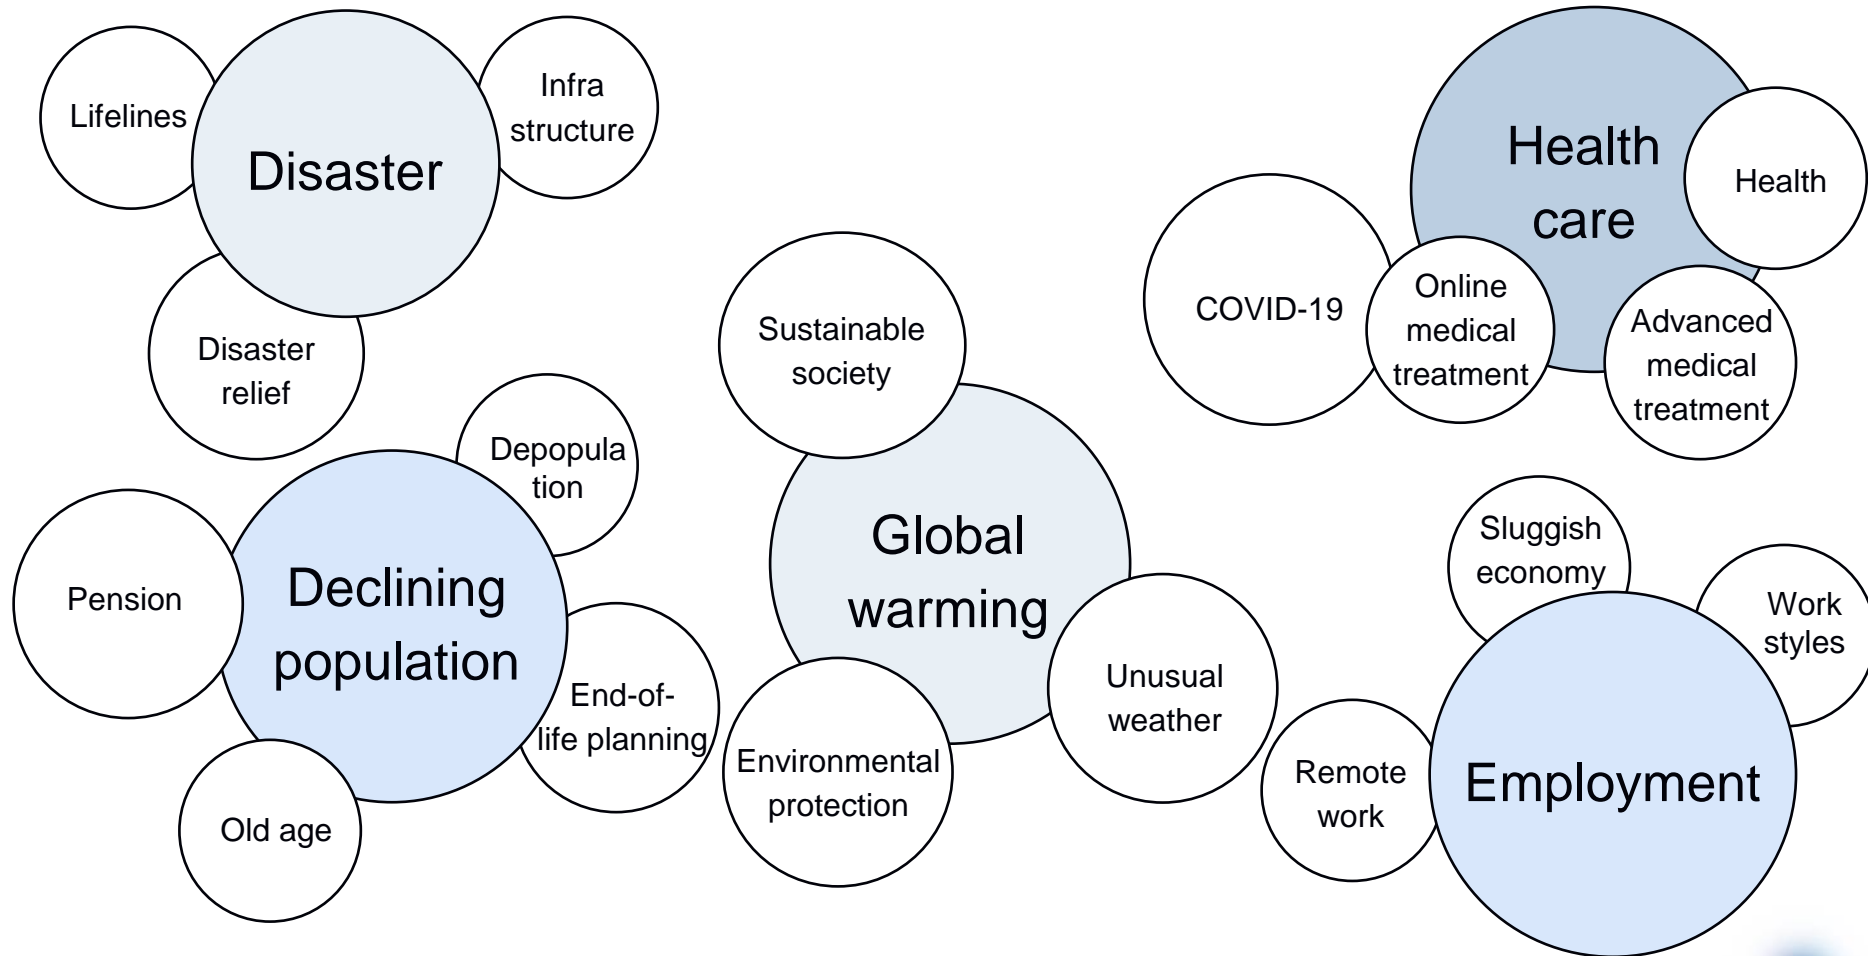 Lifelines
Infra
structure
Disaster
Disaster
relief
Health
care
Health
COVID-19
Online
medical
treatment
Advanced
medical
treatment
Sustainable
society
Global
warming
Unusual
weather
Environmental
protection
Depopula
tion
Pension
Declining
population
End-of-
life planning
Old age
Sluggish
economy
Work
styles
Remote
work
Employment